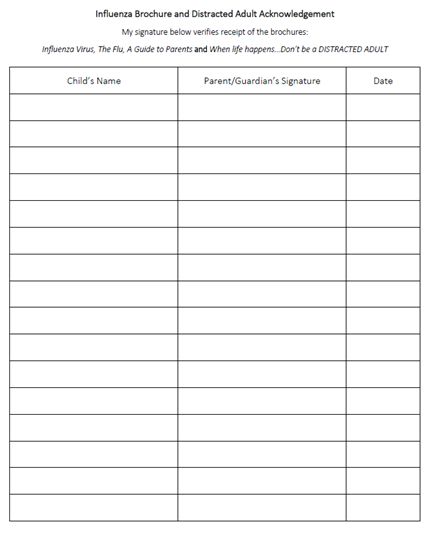 Influenza Brochure and Distracted Adult Acknowledgement
My signature below verifies receipt of the brochures:
Influenza Virus, The Flu, A Guide to Parents and When life happens...Don't be a DISTRACTED ADULT
Child's Name Parent/Guardian's Signature Date